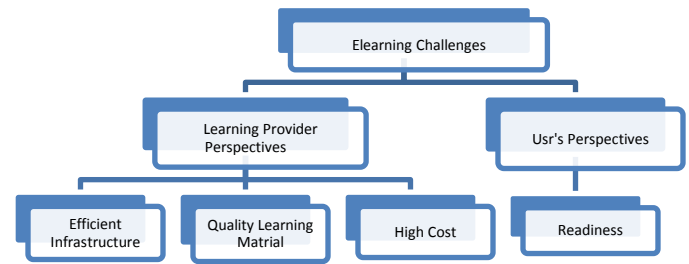 Elearning Challenges
Learning Provider
Perspectives
Usr's Perspectives
Efficient
Infrastructure
Quality Learning
Matrial
High Cost
Readiness